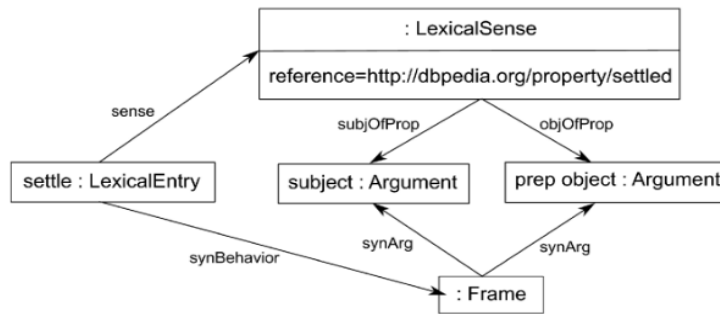 : LexicalSense
reference=http://dbpedia.org/property/settled
sense
subjOfProp
objOfProp
settle : LexicalEntry
subject : Argument
prep object : Argument
synBehavior
synArg
synArg
: Frame